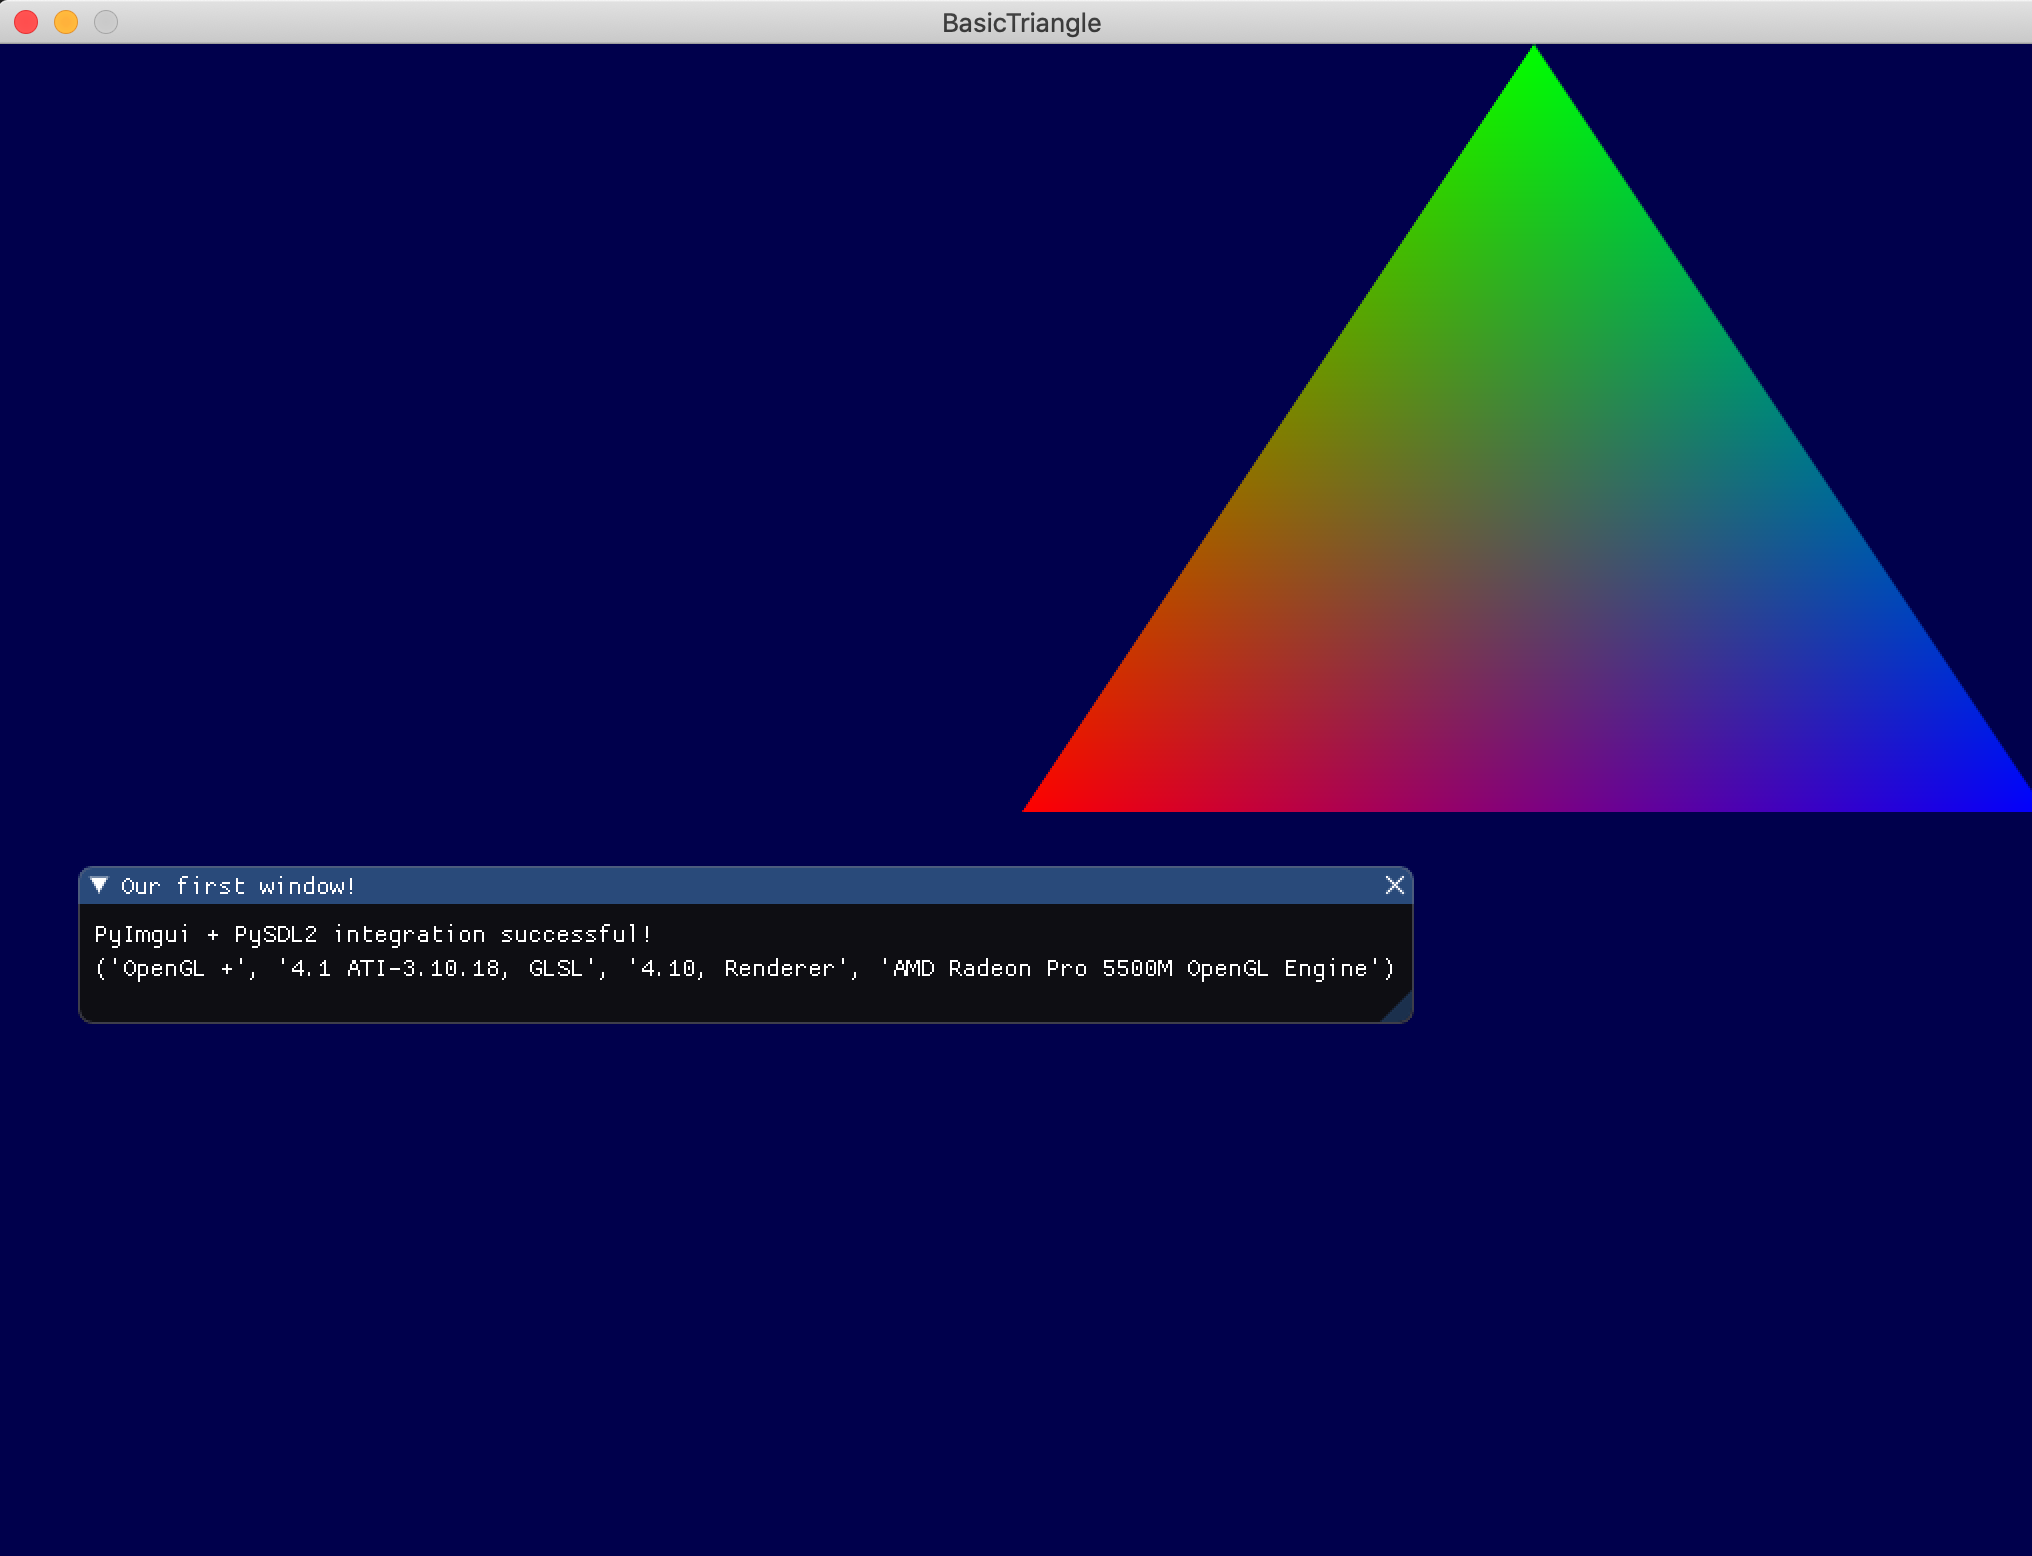 BasicTriangle
Our first window!
PyImgui + PySDL2 integration successful!
('OpenGL +', '4.1 ATI-3.10.18, GLSL', '4.10, Renderer', 'AMD Radeon Pro 5500M OpenGL Engine')